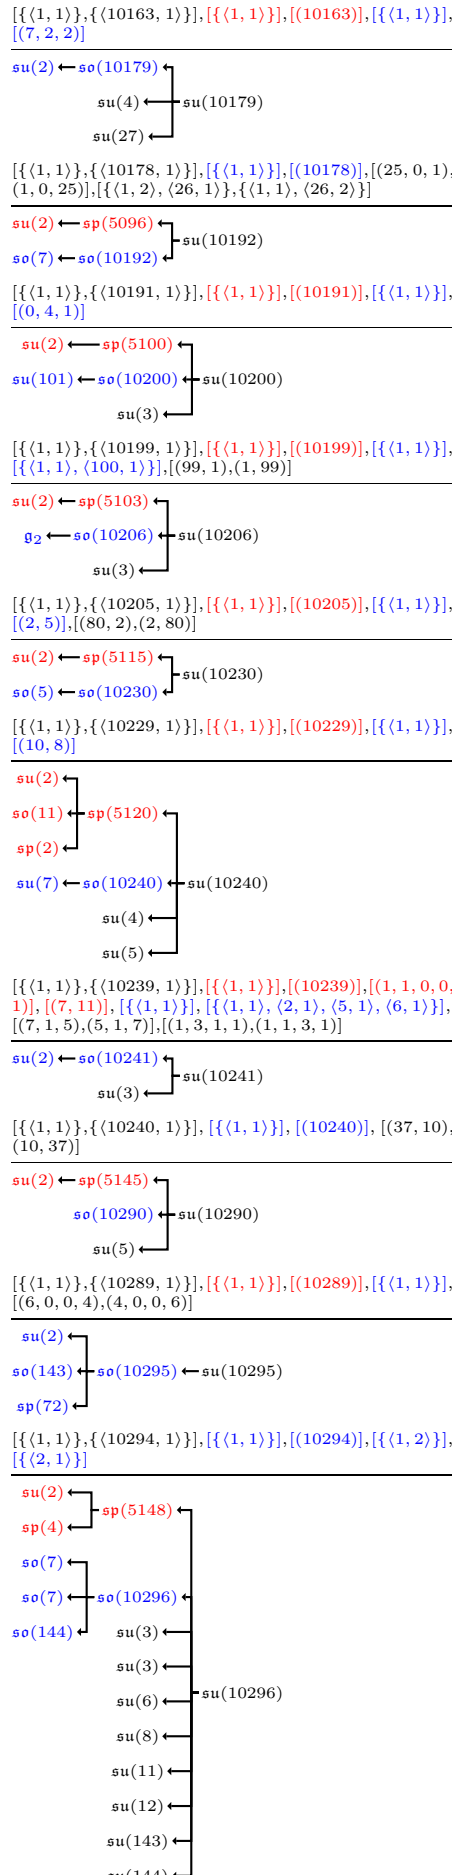 [{⟨1, 1⟩},{⟨10163, 1⟩}],[{⟨1, 1⟩}],[(10163)],[{⟨1, 1⟩}],
[(7, 2, 2)]
𝔰𝔲(2) 𝔰𝔬(10179)
𝔰𝔲(4) 𝔰𝔲(10179)
𝔰𝔲(27)
[{⟨1, 1⟩},{⟨10178, 1⟩}],[{⟨1, 1⟩}],[(10178)],[(25, 0, 1),
(1, 0, 25)],[{⟨1, 2⟩,⟨26, 1⟩},{⟨1, 1⟩,⟨26, 2⟩}]
𝔰𝔲(2) 𝔰𝔭(5096)
𝔰𝔲(10192)
𝔰𝔬(7) 𝔰𝔬(10192)
[{⟨1, 1⟩},{⟨10191, 1⟩}],[{⟨1, 1⟩}],[(10191)],[{⟨1, 1⟩}],
[(0, 4, 1)]
𝔰𝔲(2) 𝔰𝔭(5100)
𝔰𝔲(101) 𝔰𝔬(10200) 𝔰𝔲(10200)
𝔰𝔲(3)
[{⟨1, 1⟩},{⟨10199, 1⟩}],[{⟨1, 1⟩}],[(10199)],[{⟨1, 1⟩}],
[{⟨1, 1⟩, ⟨100, 1⟩}],[(99, 1),(1, 99)]
𝔰𝔲(2) 𝔰𝔭(5103)
𝔤₂ 𝔰𝔬(10206) 𝔰𝔲(10206)
𝔰𝔲(3)
[{⟨1, 1⟩},{⟨10205, 1⟩}],[{⟨1, 1⟩}],[(10205)],[{⟨1, 1⟩}],
[(2, 5)],[(80, 2),(2, 80)]
𝔰𝔲(2) 𝔰𝔭(5115)
𝔰𝔲(10230)
𝔰𝔬(5) 𝔰𝔬(10230)
[{⟨1, 1⟩},{⟨10229, 1⟩}],[{⟨1, 1⟩}],[(10229)],[{⟨1, 1⟩}],
[(10, 8)]
𝔰𝔲(2)
𝔰𝔬(11) 𝔰𝔭(5120)
𝔰𝔭(2)
𝔰𝔲(7) 𝔰𝔬(10240) 𝔰𝔲(10240)
𝔰𝔲(4)
𝔰𝔲(5)
[{⟨1, 1⟩},{⟨10239, 1⟩}],[{⟨1, 1⟩}],[(10239)],[(1, 1, 0, 0,
1)], [(7, 11)], [{⟨1, 1⟩}], [{⟨1, 1⟩, ⟨2, 1⟩, ⟨5, 1⟩, ⟨6, 1⟩}],
[(7, 1, 5),(5, 1, 7)],[(1, 3, 1, 1),(1, 1, 3, 1)]
𝔰𝔲(2) 𝔰𝔬(10241)
𝔰𝔲(10241)
𝔰𝔲(3)
[{⟨1, 1⟩},{⟨10240, 1⟩}], [{⟨1, 1⟩}], [(10240)], [(37, 10),
(10, 37)]
𝔰𝔲(2) 𝔰𝔭(5145)
𝔰𝔬(10290) 𝔰𝔲(10290)
𝔰𝔲(5)
[{⟨1, 1⟩},{⟨10289, 1⟩}],[{⟨1, 1⟩}],[(10289)],[{⟨1, 1⟩}],
[(6, 0, 0, 4),(4, 0, 0, 6)]
𝔰𝔲(2)
𝔰𝔬(143) 𝔰𝔬(10295) 𝔰𝔲(10295)
𝔰𝔭(72)
[{⟨1, 1⟩},{⟨10294, 1⟩}],[{⟨1, 1⟩}],[(10294)],[{⟨1, 2⟩}],
[{⟨2, 1⟩}]
𝔰𝔲(2)
𝔰𝔭(5148)
𝔰𝔭(4)
𝔰𝔬(7)
𝔰𝔬(7) 𝔰𝔬(10296)
𝔰𝔬(144)
𝔰𝔲(3)
𝔰𝔲(3)
𝔰𝔲(10296)
𝔰𝔲(6)
𝔰𝔲(8)
𝔰𝔲(11)
𝔰𝔲(12)
𝔰𝔲(143)
𝔰𝔲(144)